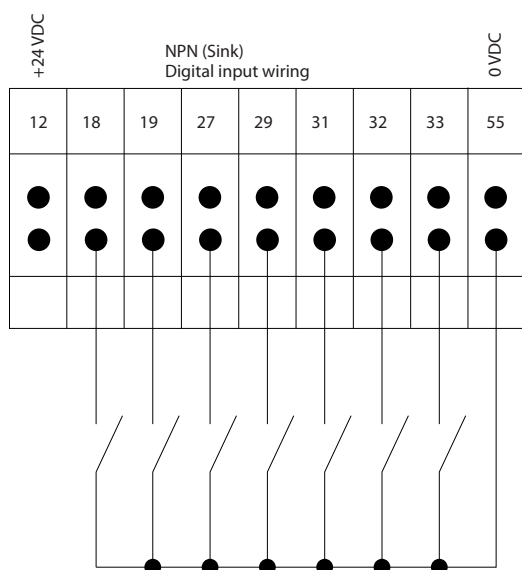 +24 VDC
NPN (Sink)
Digital input wiring
0 VDC
12 18 19 27 29 31 32 33 55